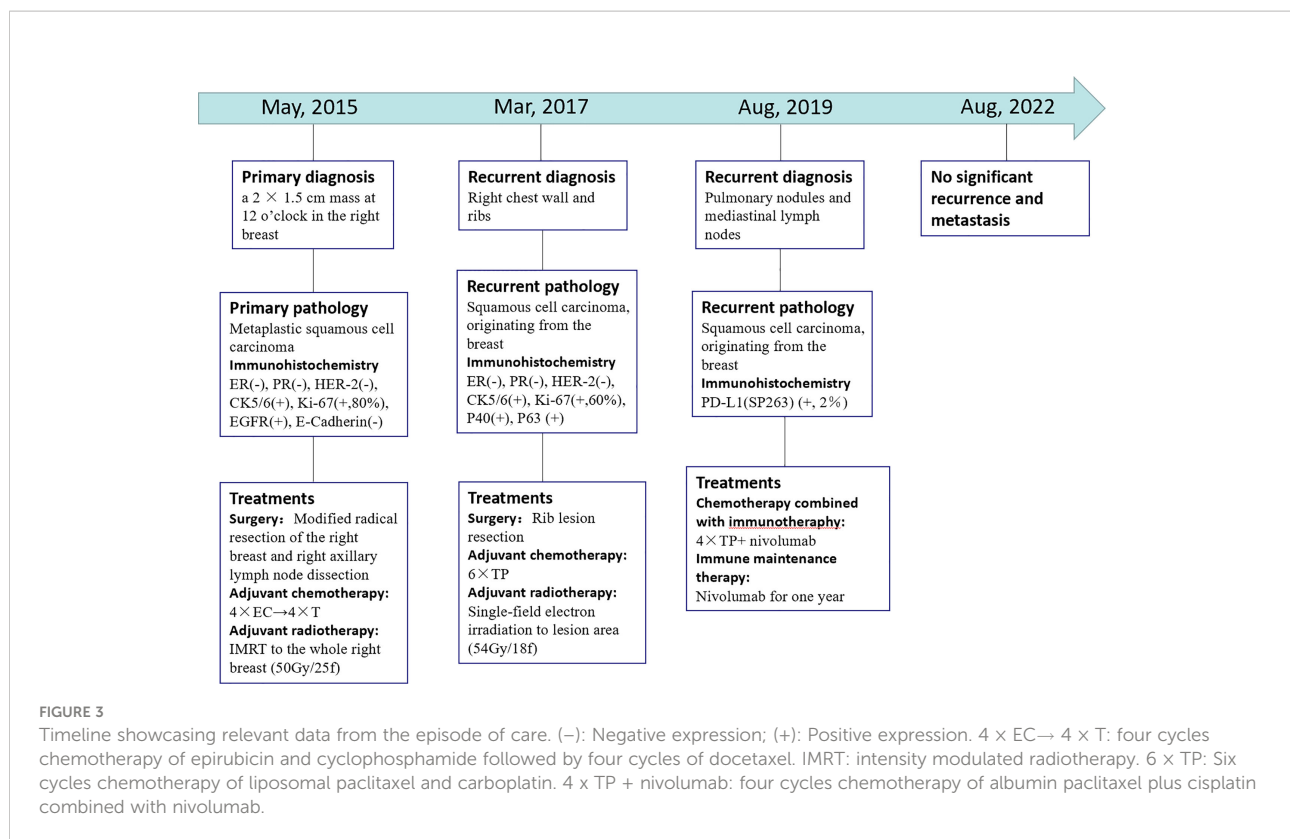 May, 2015
Mar, 2017
Aug, 2019
Aug, 2022
Primary diagnosis
a 2 × 1.5 cm mass at
12 o’clock in the right
breast
Primary pathology
Metaplastic squamous cell
carcinoma
Immunohistochemistry
ER(-), PR(-), HER-2(-),
CK5/6(+), Ki-67(+,80%),
EGFR(+), E-Cadherin(-)
Treatments
Surgery: Modified radical
resection of the right
breast and right axillary
lymph node dissection
Adjuvant chemotherapy:
4×EC→4×T
Adjuvant radiotherapy:
IMRT to the whole right
breast (50Gy/25f)
Recurrent diagnosis
Right chest wall and
ribs
Recurrent pathology
Squamous cell carcinoma,
originating from the
breast
Immunohistochemistry
ER(-), PR(-), HER-2(-),
CK5/6(+), Ki-67(+,60%),
P40(+), P63 (+)
Treatments
Surgery: Rib lesion
resection
Adjuvant chemotherapy:
6×TP
Adjuvant radiotherapy:
Single-field electron
irradiation to lesion area
(54Gy/18f)
Recurrent diagnosis
Pulmonary nodules and
mediastinal lymph
nodes
Recurrent pathology
Squamous cell carcinoma,
originating from the
breast
Immunohistochemistry
PD-L1(SP263) (+, 2%)
Treatments
Chemotherapy combined
with immunotheraphy:
4×TP+ nivolumab
Immune maintenance
therapy:
Nivolumab for one year
No significant
recurrence and
metastasis
FIGURE 3
Timeline showcasing relevant data from the episode of care. (–): Negative expression; (+): Positive expression. 4 × EC→ 4 × T: four cycles
chemotherapy of epirubicin and cyclophosphamide followed by four cycles of docetaxel. IMRT: intensity modulated radiotherapy. 6 × TP: Six
cycles chemotherapy of liposomal paclitaxel and carboplatin. 4 x TP + nivolumab: four cycles chemotherapy of albumin paclitaxel plus cisplatin
combined with nivolumab.